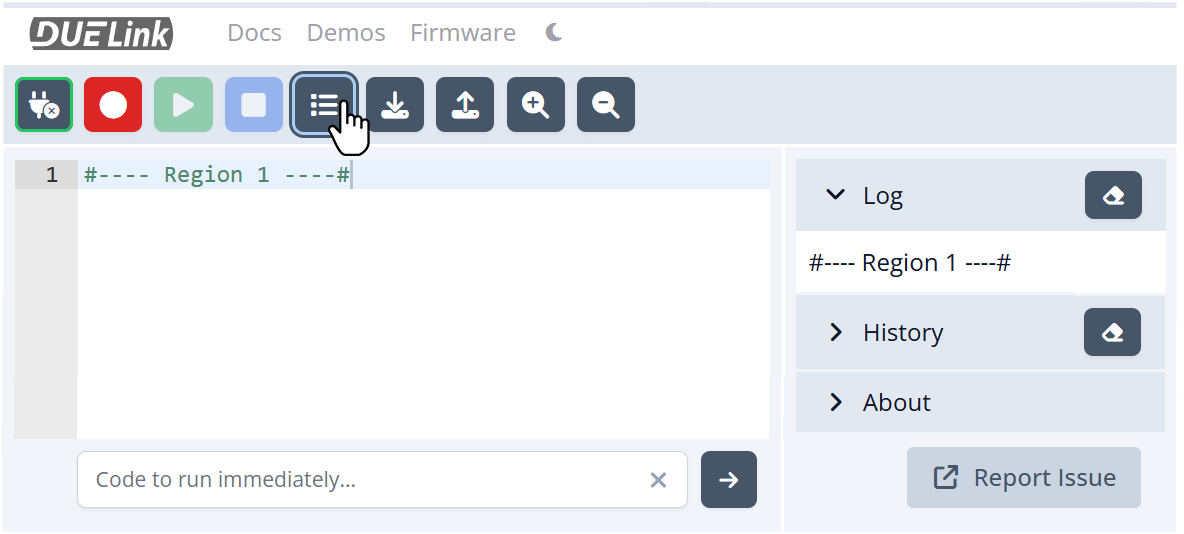 DUELink Docs Demos Firmware
1 #---- Region 1 ----#
Code to run immediately...
Log
#---- Region 1 ----#
History
About
Report Issue